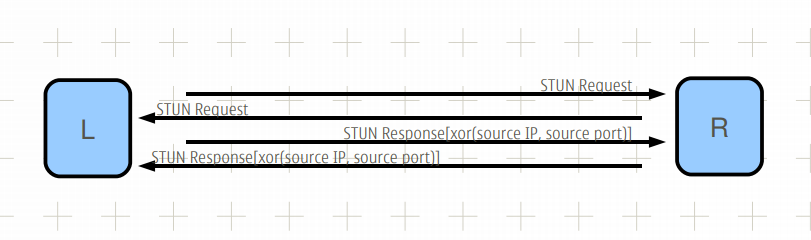 STUN Request
STUN Request
L
R
STUN Response[xor(source IP, source port)]
STUN Response[xor(source IP, source port)]